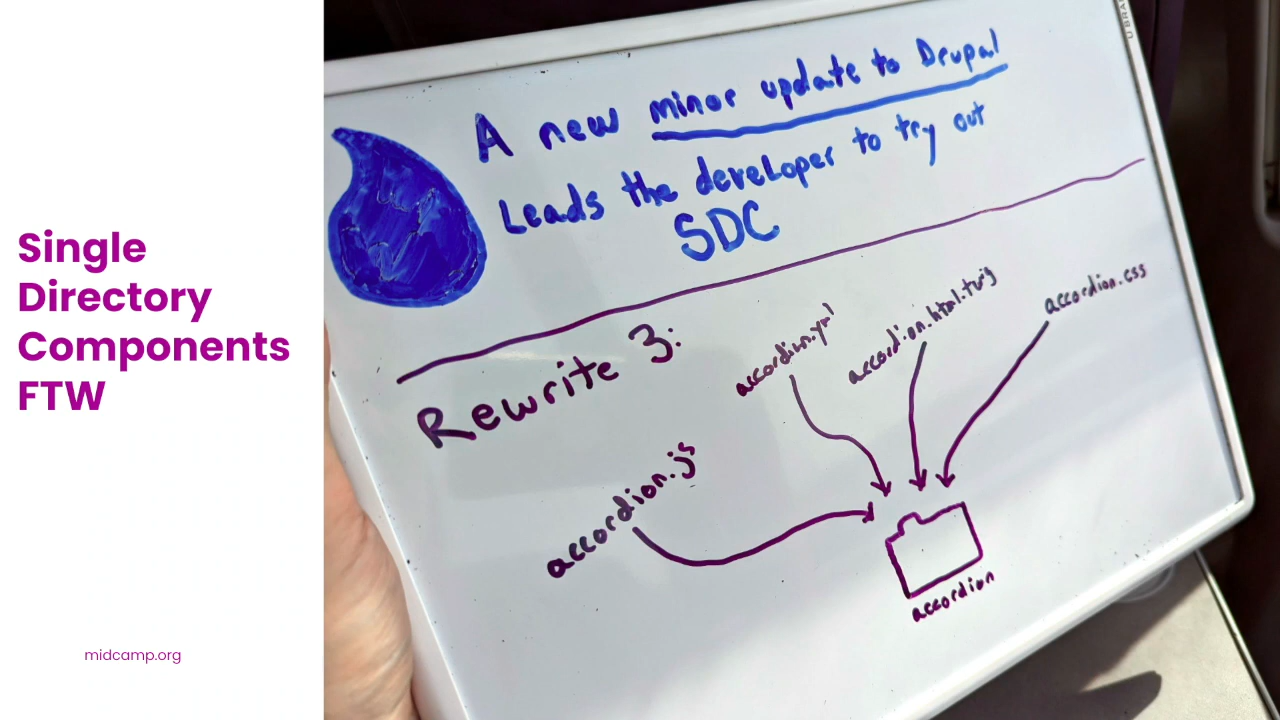 Single
Directory
Components
FTW
midcamp.org
A new minor update to Drupal
Leads the developer to try out
SDC
Rewrite 3:
accordion.js
accordion.yml
accordion.html.twig
accordion.css
accordion